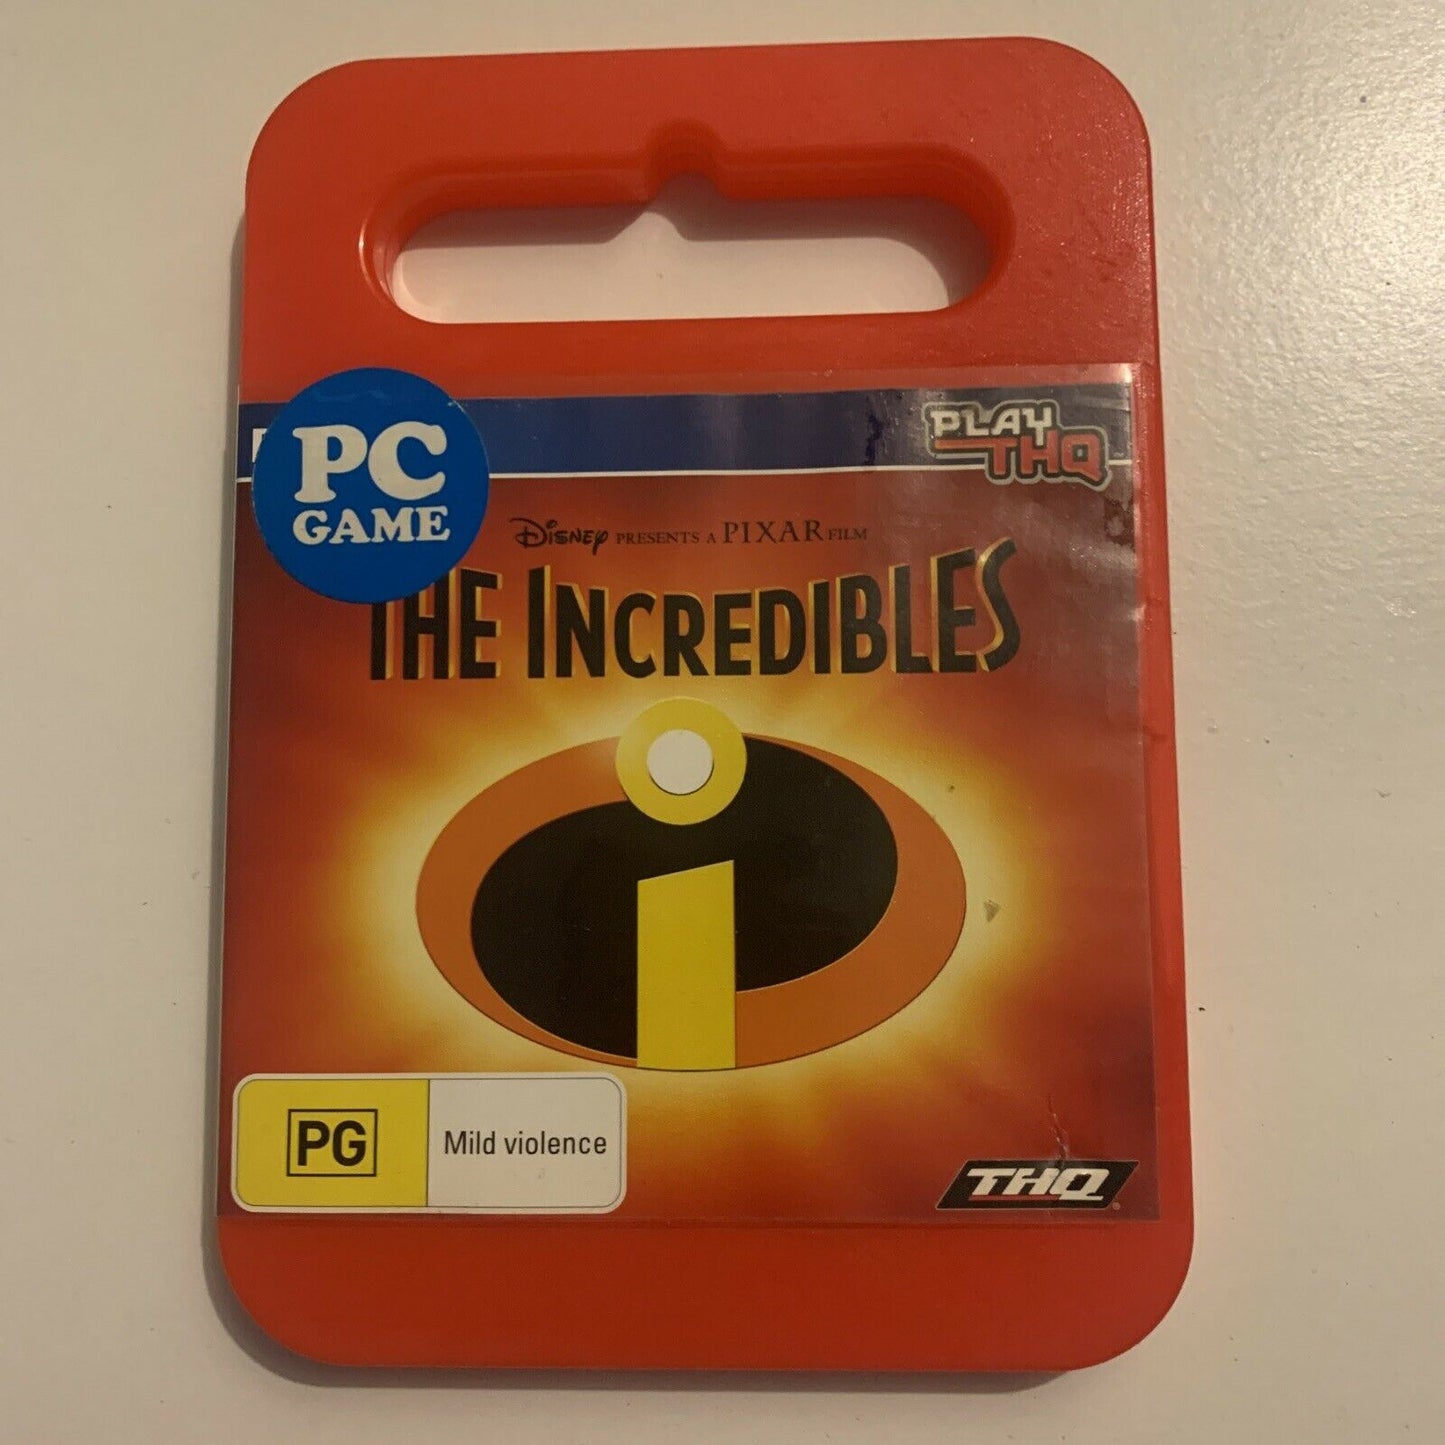 PLAY
THQ
PC
GAME
Disney PRESENTS A PIXAR FILM
THE INCREDIBLES
i
PG
Mild violence
THQ